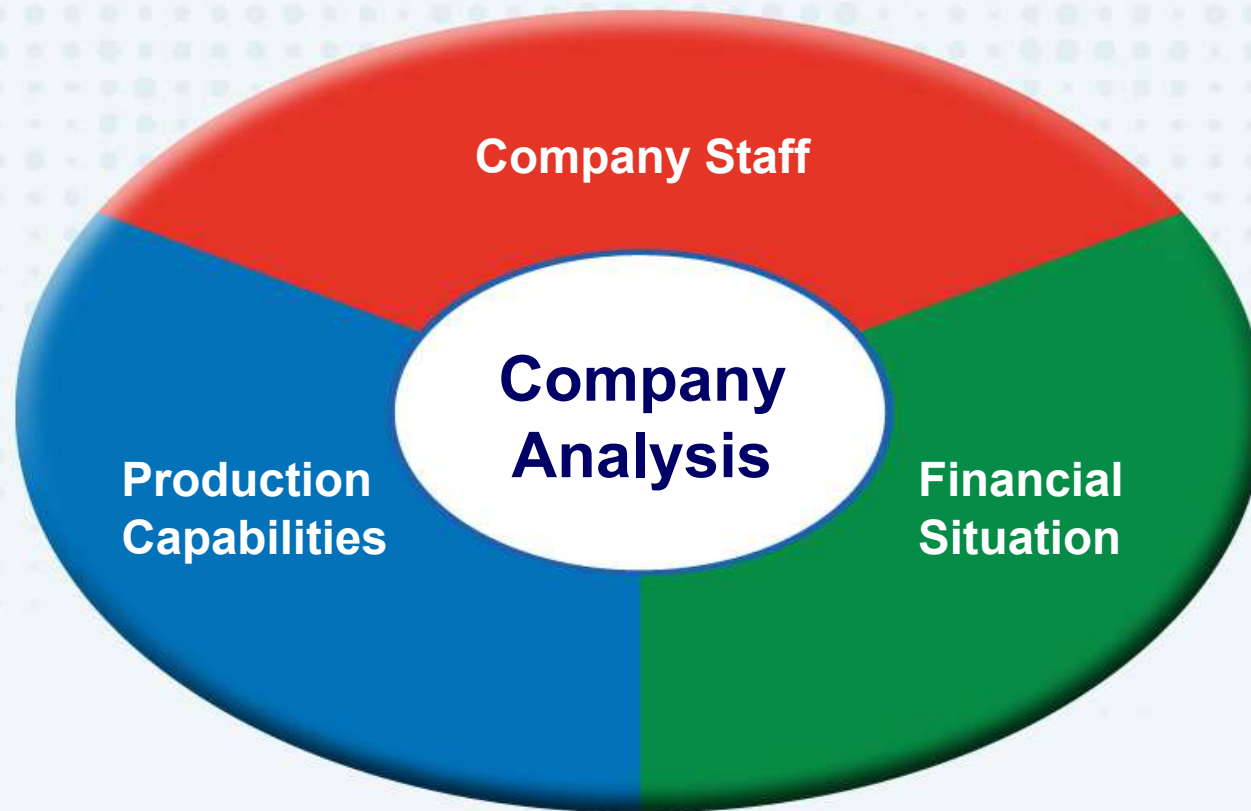 Company Staff
Company
Analysis
Production
Capabilities
Financial
Situation